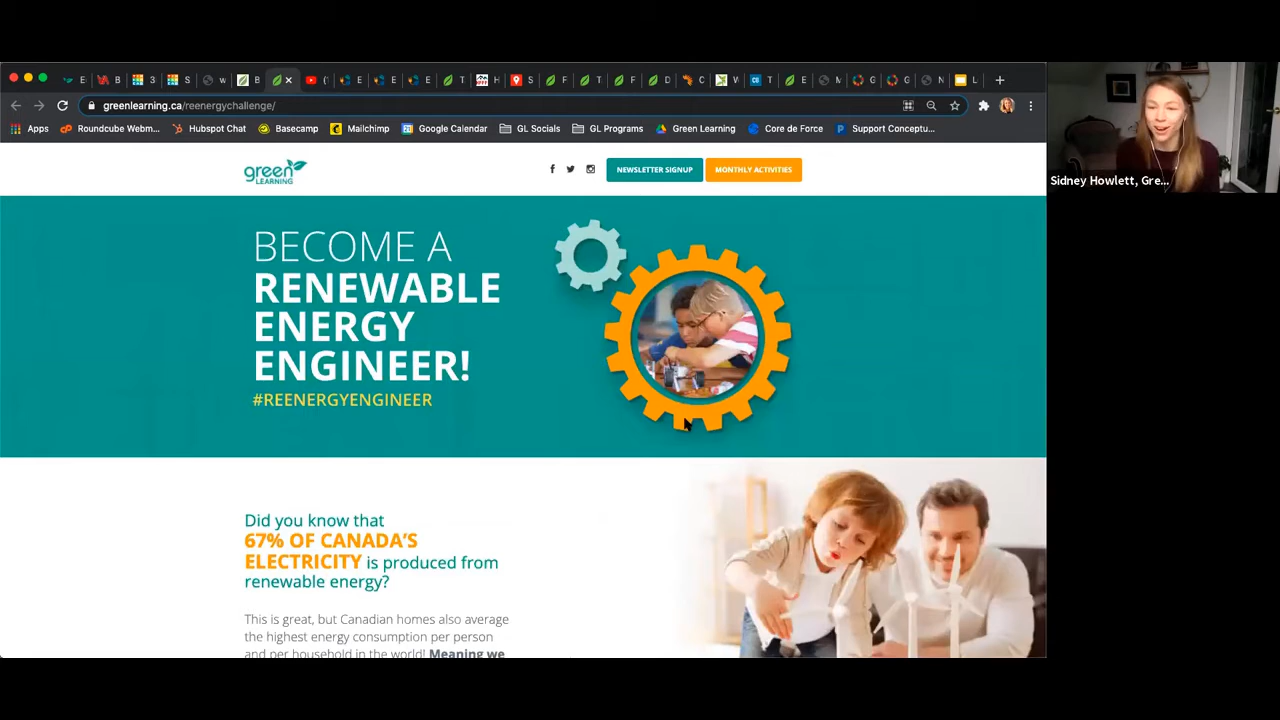 E
B
3
S
w
B
(
E
E
E
T
H
S
F
T
F
D
C
W
T
E
M
G
G
N
L
greenlearning.ca/reenergychallenge/
Apps
Roundcube Webm...
Hubspot Chat
Basecamp
Mailchimp
Google Calendar
GL Socials
GL Programs
Green Learning
Core de Force
Support Conceptu...
green
LEARNING
NEWSLETTER SIGNUP
MONTHLY ACTIVITIES
BECOME A
RENEWABLE
ENERGY
ENGINEER!
#REENERGYENGINEER
Did you know that
67% OF CANADA'S
ELECTRICITY is produced from
renewable energy?
This is great, but Canadian homes also average
the highest energy consumption per person
and per household in the world! Meaning we
Sidney Howlett, Gre...